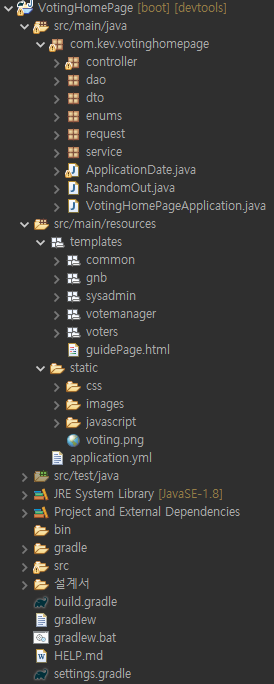 VotingHomePage [boot] [devtools]
src/main/java
com.kev.votinghomepage
controller
dao
dto
enums
request
service
ApplicationDate.java
RandomOut.java
VotingHomePageApplication.java
src/main/resources
templates
common
gnb
sysadmin
votemanager
voters
guidePage.html
static
css
images
javascript
voting.png
application.yml
src/test/java
JRE System Library [JavaSE-1.8]
Project and External Dependencies
bin
gradle
src
설계서
build.gradle
gradlew
gradlew.bat
HELP.md
settings.gradle